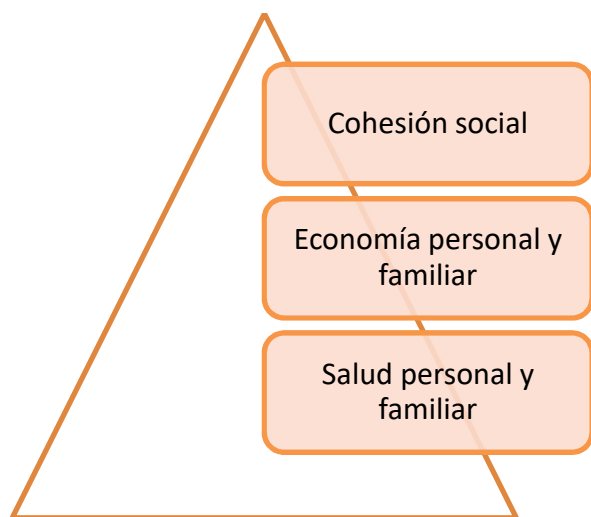 Cohesión social
Economía personal y
familiar
Salud personal y
familiar